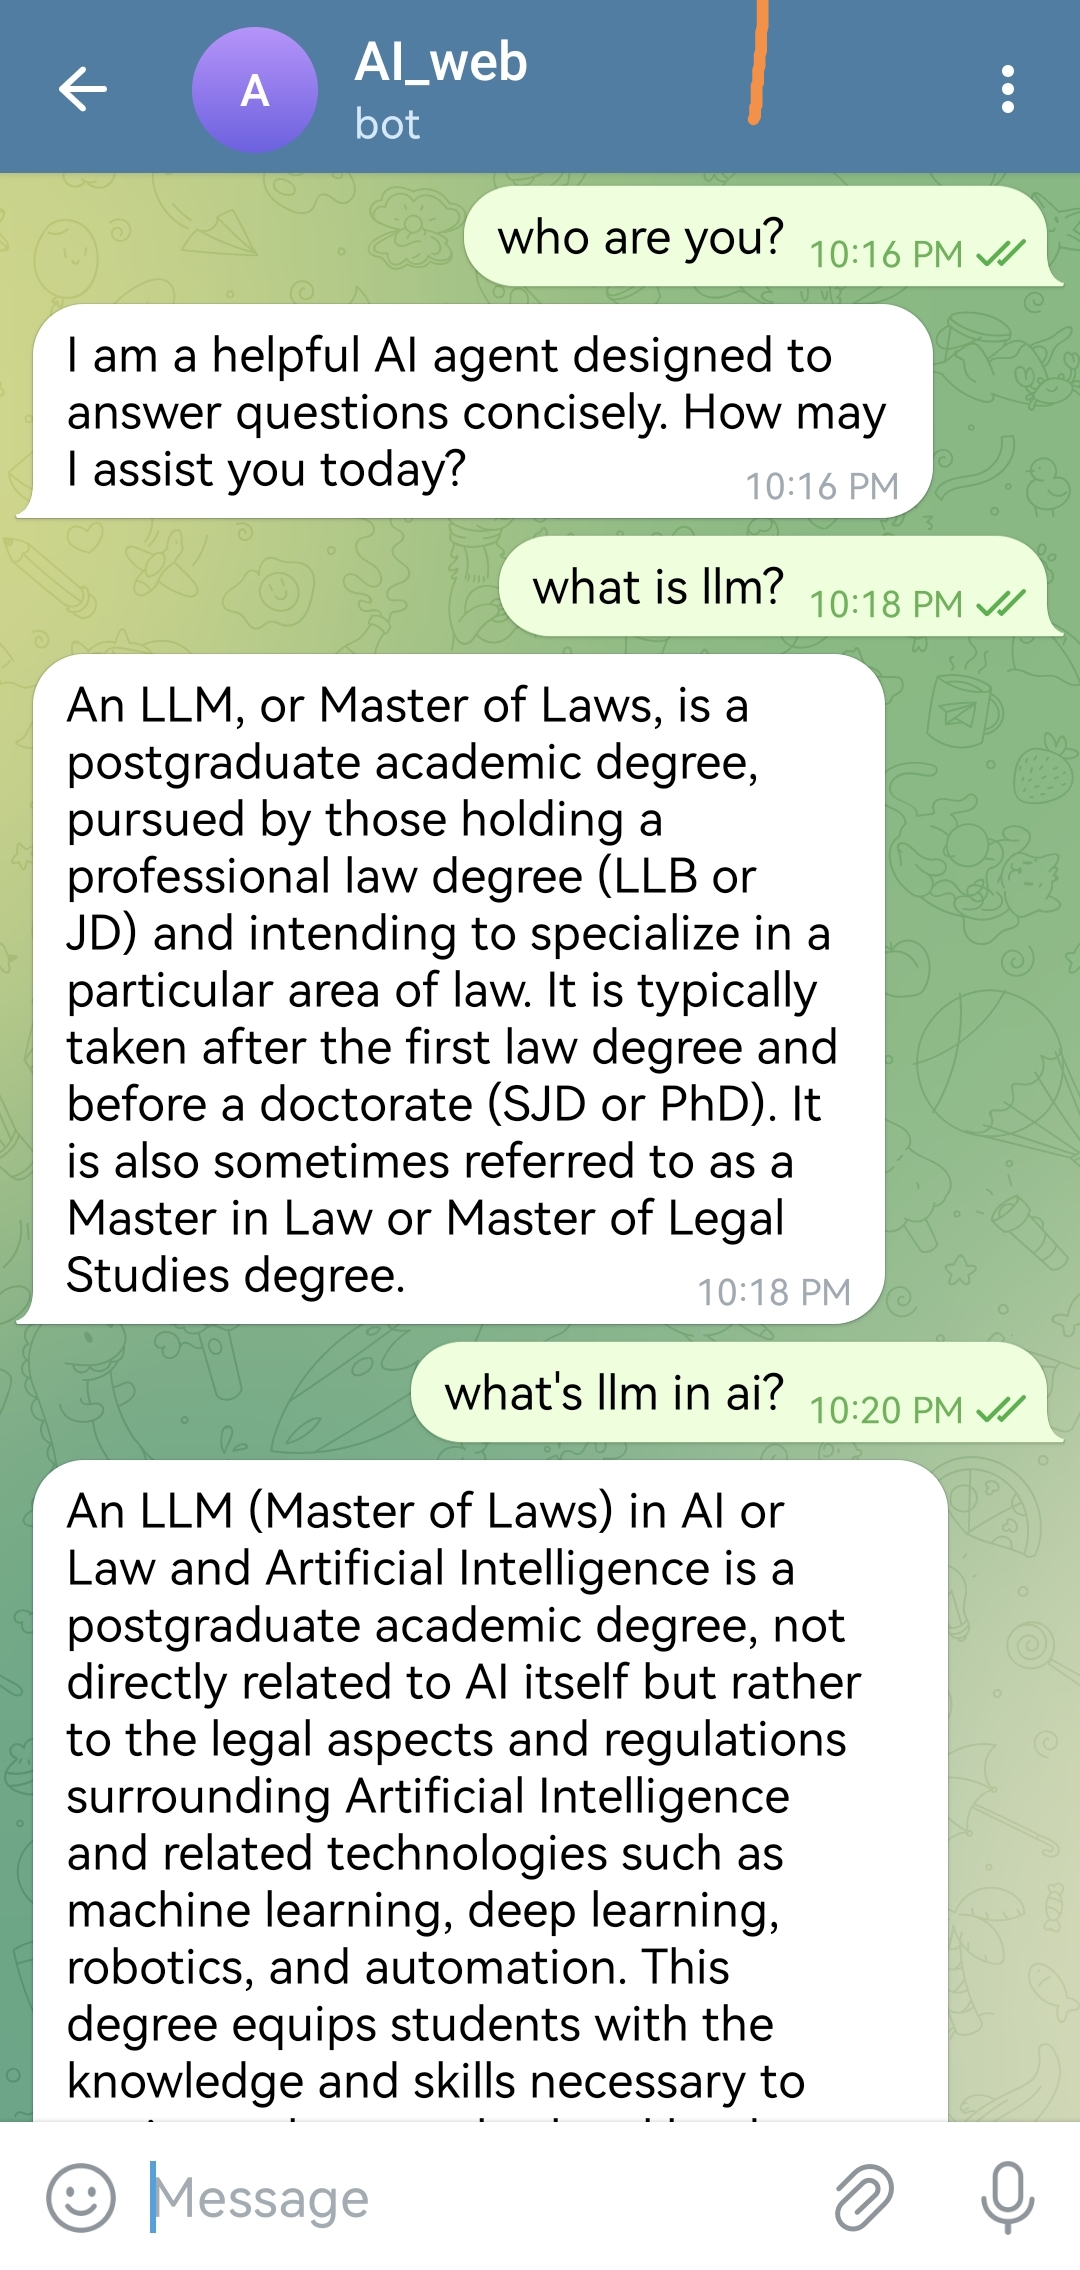 A
AI_web
bot
who are you? 10:16 PM
I am a helpful AI agent designed to
answer questions concisely. How may
I assist you today?
10:16 PM
what is llm? 10:18 PM
An LLM, or Master of Laws, is a
postgraduate academic degree,
pursued by those holding a
professional law degree (LLB or
JD) and intending to specialize in a
particular area of law. It is typically
taken after the first law degree and
before a doctorate (SJD or PhD). It
is also sometimes referred to as a
Master in Law or Master of Legal
Studies degree.
10:18 PM
what's llm in ai? 10:20 PM
An LLM (Master of Laws) in AI or
Law and Artificial Intelligence is a
postgraduate academic degree, not
directly related to AI itself but rather
to the legal aspects and regulations
surrounding Artificial Intelligence
and related technologies such as
machine learning, deep learning,
robotics, and automation. This
degree equips students with the
knowledge and skills necessary to
Message